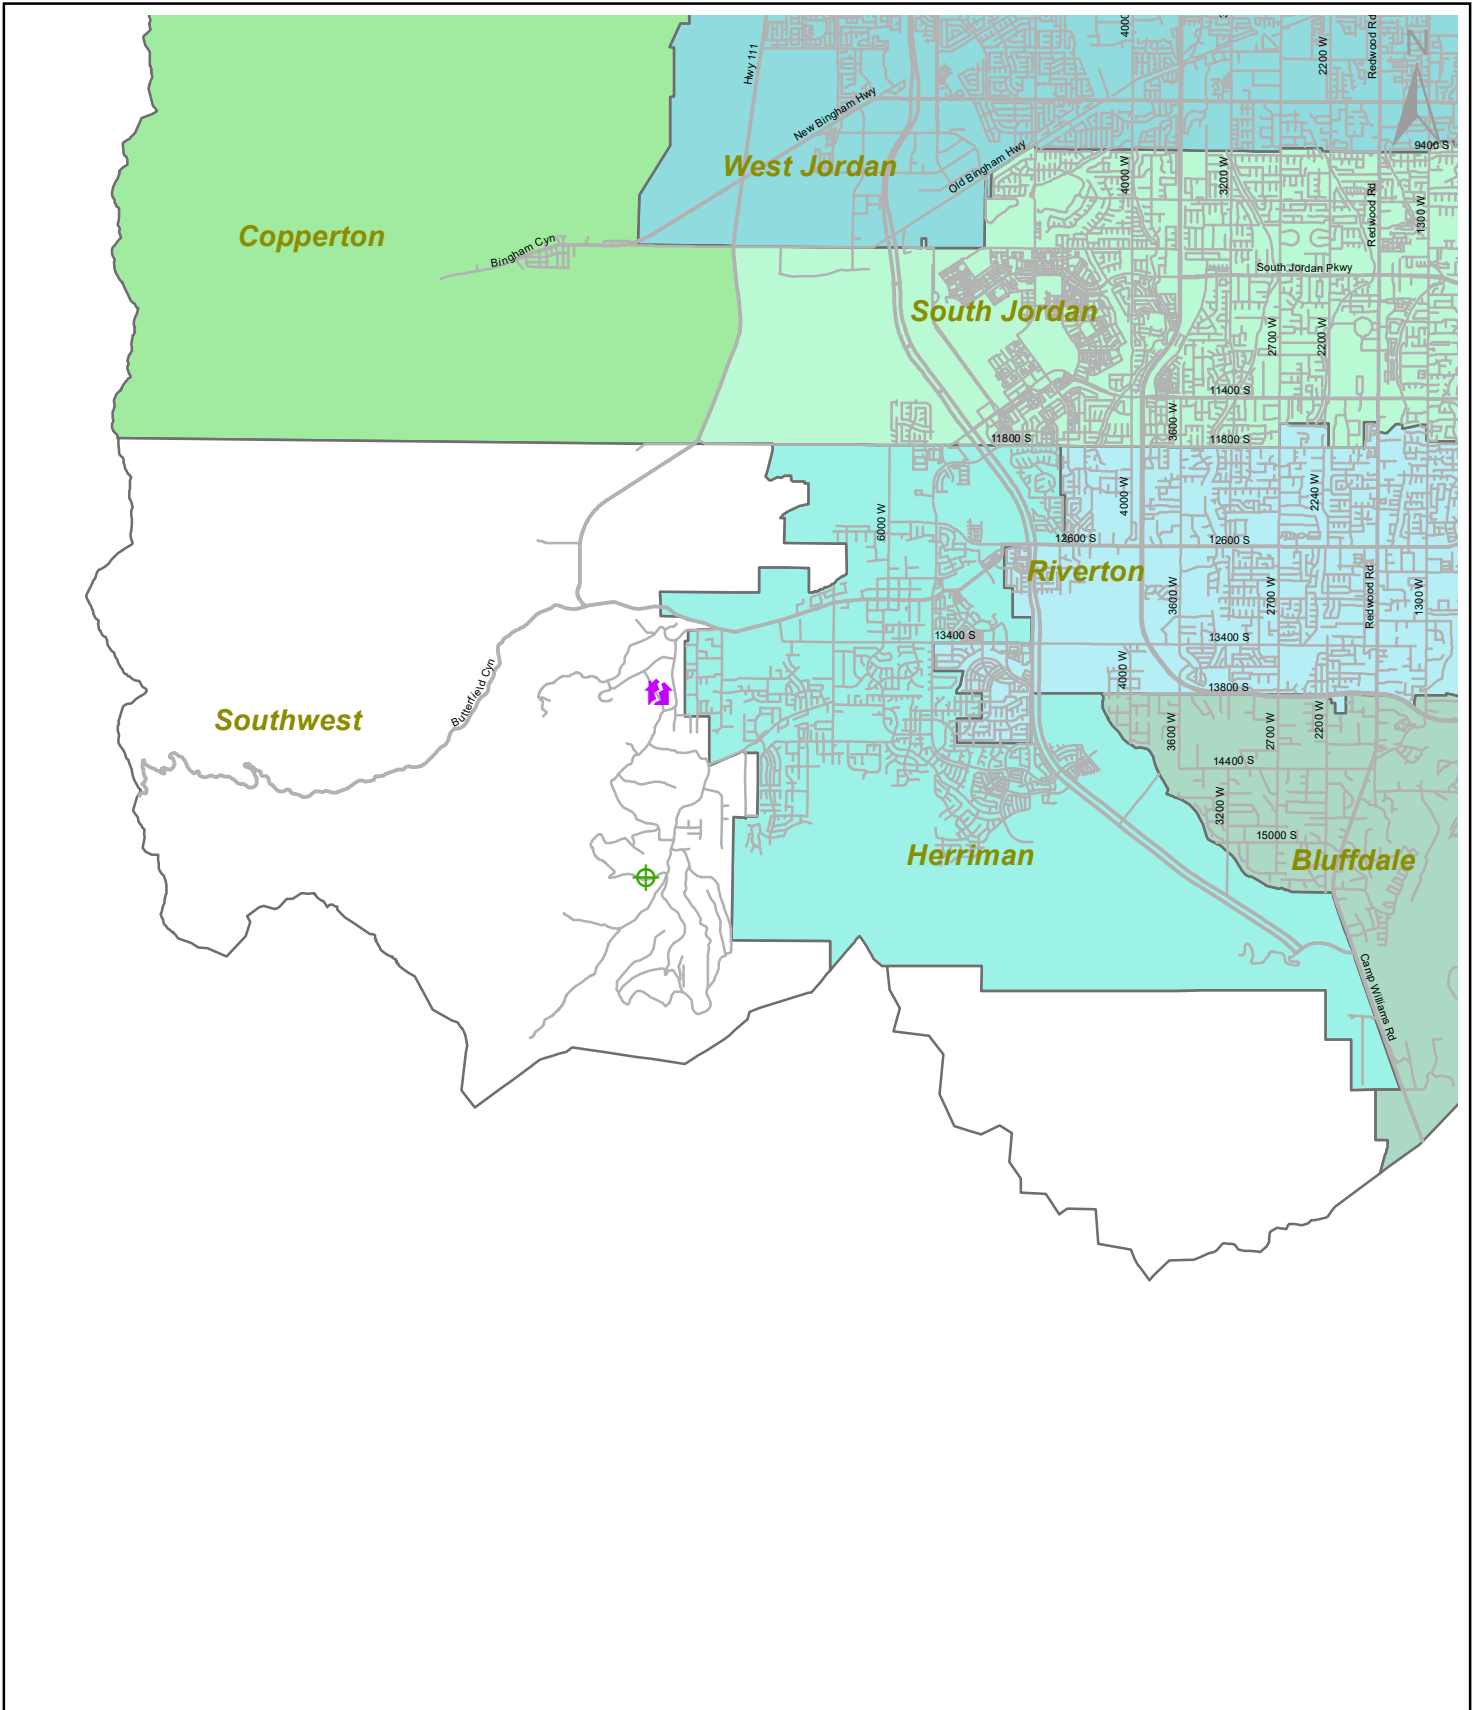 4000
2200 W
Redwood Rd
N
Hwy 111
New Bingham Hwy
Old Bingham Hwy
9400 S
West Jordan
4000 W
3200 W
Redwood Rd
1300 W
Copperton
Bingham Cyn
South Jordan Pkwy
South Jordan
2700 W
2200 W
11400 S
3600 W
11800 S
11800 S
6000 W
4000 W
2240 W
12600 S
12600 S
Riverton
3600 W
2700 W
Redwood Rd
1300 W
13400 S
13400 S
4000 W
13800 S
Butterfield Cyn
Southwest
3600 W
2700 W
2200 W
14400 S
3200 W
15000 S
Herriman
Bluffdale
Camp Williams Rd